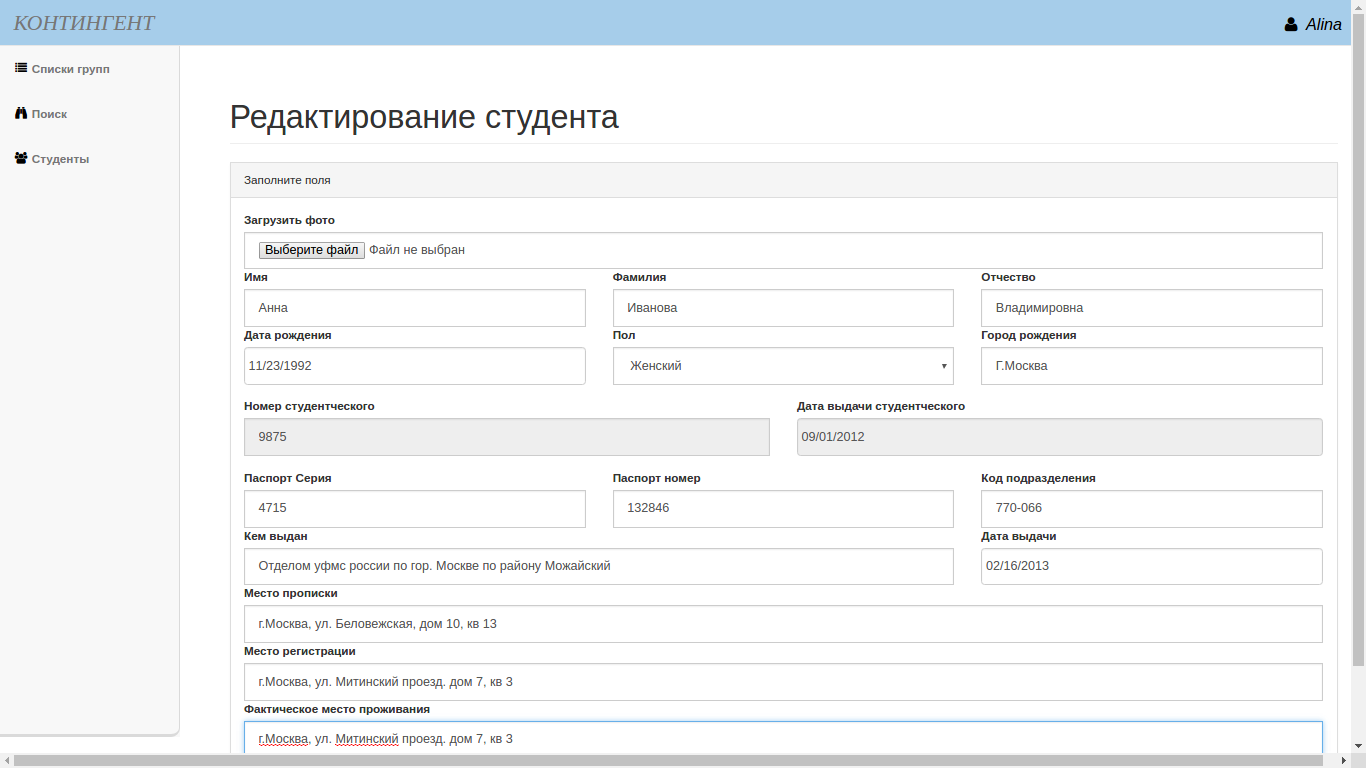 КОНТИНГЕНТ
Alina
Списки групп
Поиск
Студенты
Редактирование студента
Заполните поля
Загрузить фото
Выберите файл Файл не выбран
Имя Фамилия Отчество
Анна Иванова Владимировна
Дата рождения Пол Город рождения
11/23/1992 Женский Г.Москва
Номер студентческого Дата выдачи студентческого
9875 09/01/2012
Паспорт Серия Паспорт номер Код подразделения
4715 132846 770-066
Кем выдан Дата выдачи
Отделом уфмс россии по гор. Москве по району Можайский 02/16/2013
Место прописки
г.Москва, ул. Беловежская, дом 10, кв 13
Место регистрации
г.Москва, ул. Митинский проезд. дом 7, кв 3
Фактическое место проживания
г.Москва, ул. Митинский проезд. дом 7, кв 3